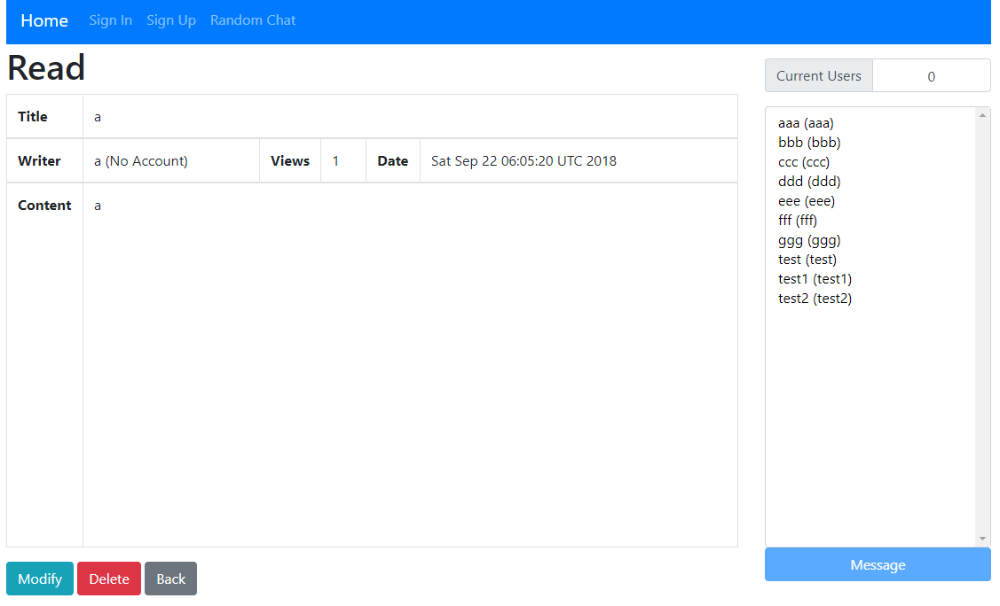 Home Sign In Sign Up Random Chat
Read
Title a
Writer a (No Account) Views 1 Date Sat Sep 22 06:05:20 UTC 2018
Content a
Modify Delete Back
Current Users 0
aaa (aaa)
bbb (bbb)
ccc (ccc)
ddd (ddd)
eee (eee)
fff (fff)
ggg (ggg)
test (test)
test1 (test1)
test2 (test2)
Message